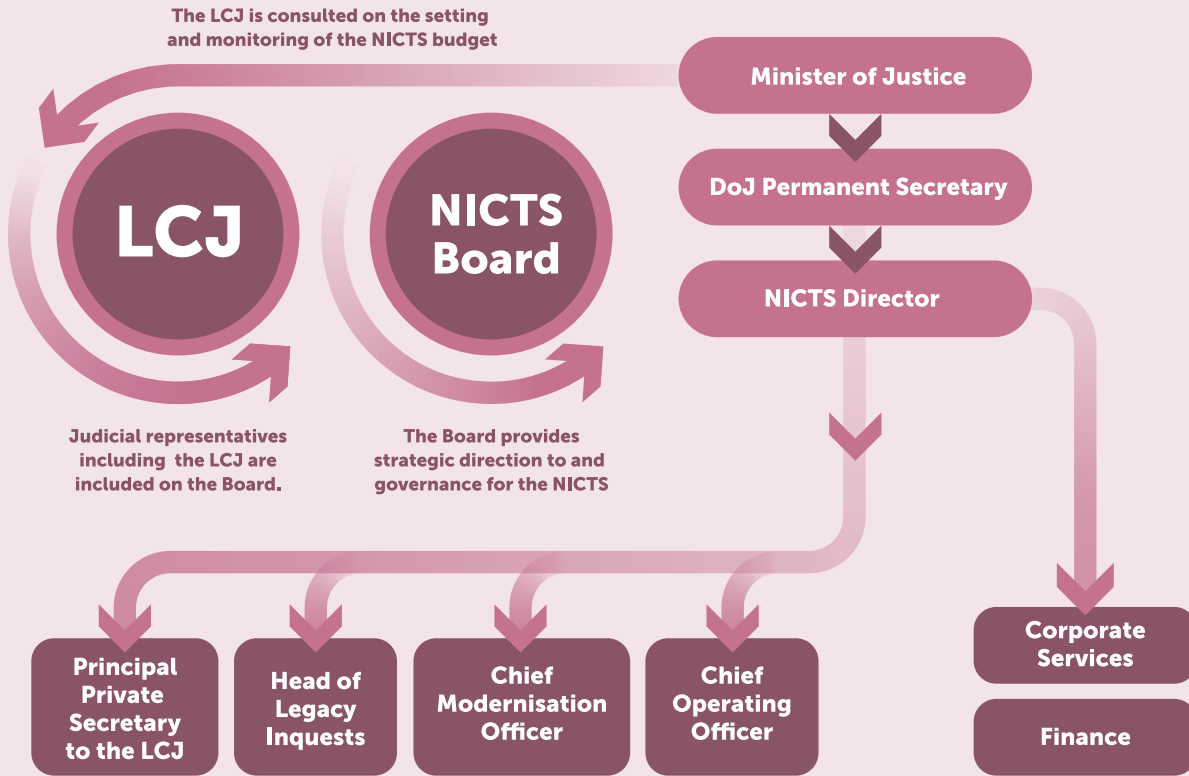 The LCJ is consulted on the setting
and monitoring of the NICTS budget
Minister of Justice
DoJ Permanent Secretary
NICTS Director
LCJ
NICTS
Board
Judicial representatives
including the LCJ are
included on the Board.
The Board provides
strategic direction to and
governance for the NICTS
Principal
Private
Secretary
to the LCJ
Head of
Legacy
Inquests
Chief
Modernisation
Officer
Chief
Operating
Officer
Corporate
Services
Finance